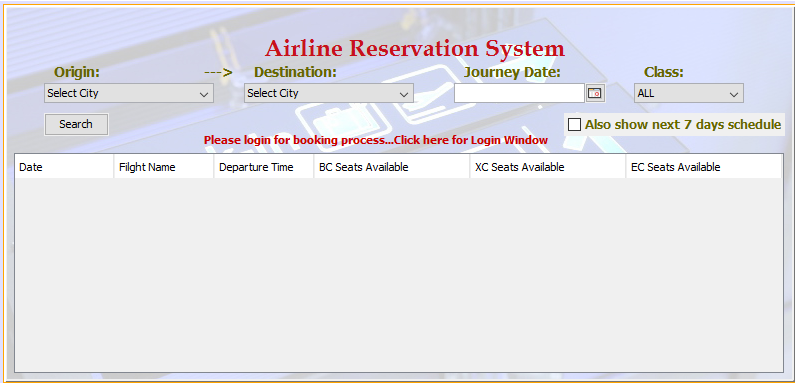 Airline Reservation System
Origin: ---> Destination: Journey Date: Class:
Select City Select City ALL
Search
Also show next 7 days schedule
Please login for booking process...Click here for Login Window
Date Filght Name Departure Time BC Seats Available XC Seats Available EC Seats Available